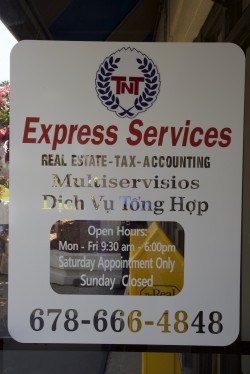 TNT
Express Services
REAL ESTATE-TAX-ACCOUNTING
Multiservisios
Dịch Vụ Tổng Hợp
Open Hours:
Mon - Fri 9:30 am - 6:00pm
Saturday Appointment Only
Sunday Closed
Real
678-666-4848